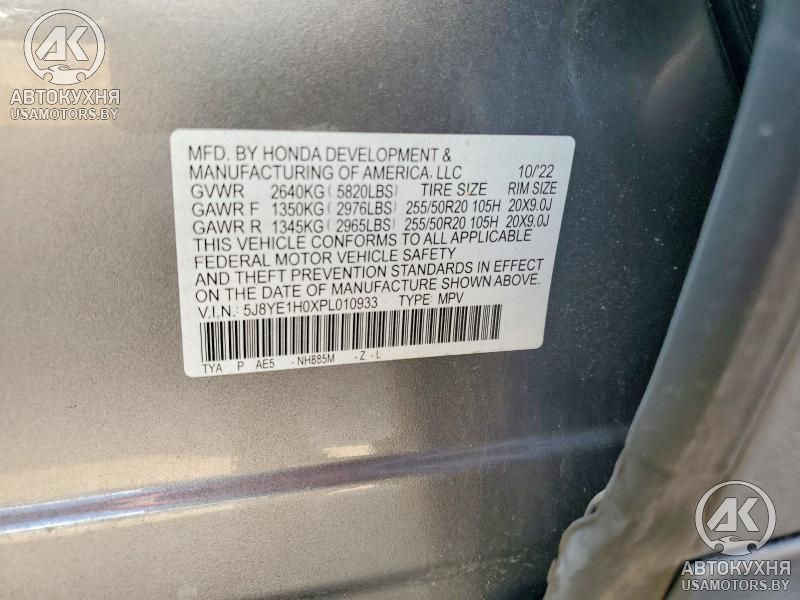 AK
АВТОКУХНЯ
USAMOTORS.BY
MFD. BY HONDA DEVELOPMENT &
MANUFACTURING OF AMERICA, LLC 10/'22
GVWR 2640KG ( 5820LBS) TIRE SIZE RIM SIZE
GAWR F 1350KG ( 2976LBS) 255/50R20 105H 20X9.0J
GAWR R 1345KG ( 2965LBS) 255/50R20 105H 20X9.0J
THIS VEHICLE CONFORMS TO ALL APPLICABLE
FEDERAL MOTOR VEHICLE SAFETY
AND THEFT PREVENTION STANDARDS IN EFFECT
ON THE DATE OF MANUFACTURE SHOWN ABOVE.
V.I.N.: 5J8YE1H0XPL010933 TYPE: MPV
TYA P AE5 -NH885M -Z-L
AK
АВТОКУХНЯ
USAMOTORS.BY